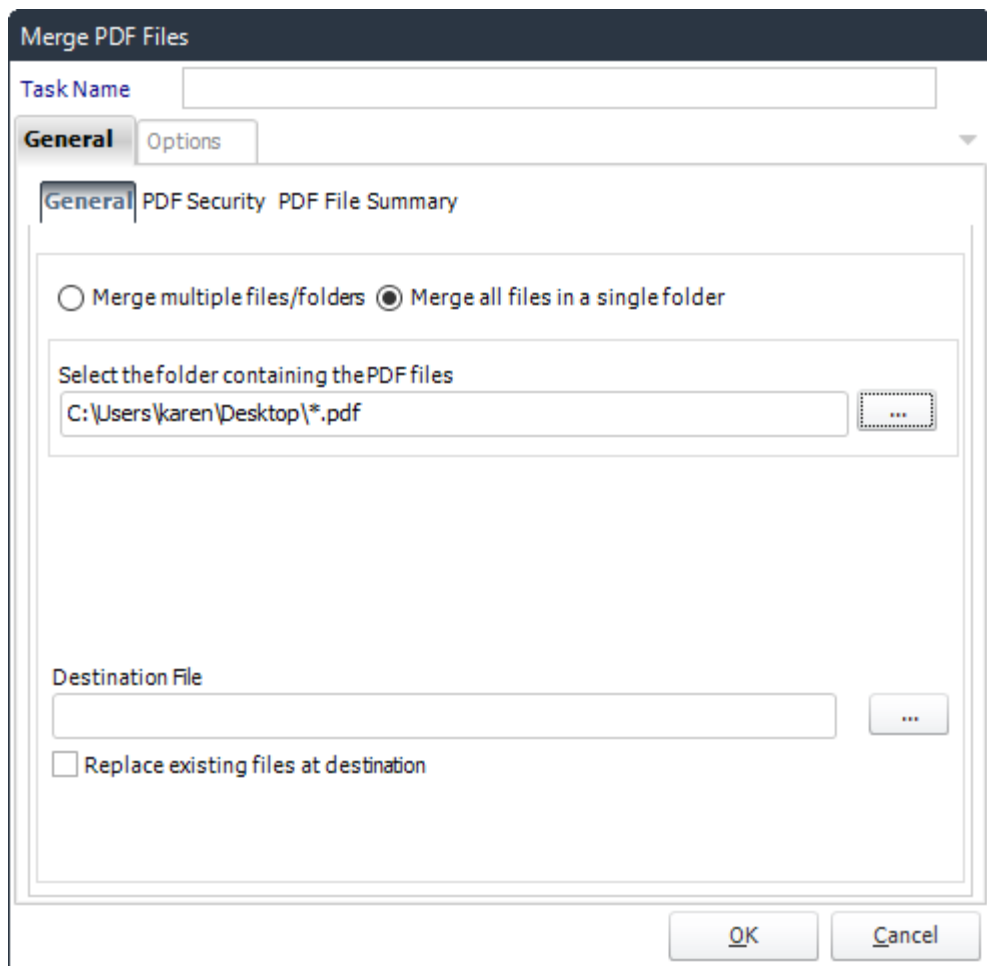 Merge PDF Files
Task Name
General Options
General PDF Security PDF File Summary
Merge multiple files/folders Merge all files in a single folder
Select the folder containing the PDF files
C:\Users\karen\Desktop\*.pdf ...
Destination File
...
Replace existing files at destination
OK Cancel